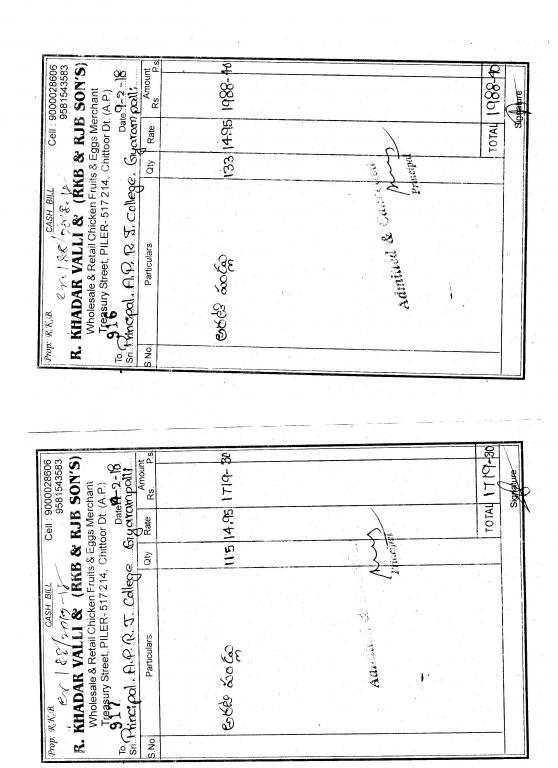 Prop: R.K.B.
CASH BILL
Cell : 9000028606
9581543583
R. KHADAR VALLI & (RKB & RJB SON'S)
Wholesale & Retail Chicken Fruits & Eggs Merchant
Treasury Street, PILER- 517 214, Chittoor Dt. (A.P.)
916
Date 9-2-18
To,
Sri. Principal. A.P.R.J. College. Gyarampalli.
S.No. Particulars Qty Rate Amount
Rs. Ps.
అరటి పండ్లు 133 14.95 1988-40
Admitted &
Principal
TOTAL 1988-40
Signature
Prop: R.K.B.
CASH BILL
Cell : 9000028606
9581543583
R. KHADAR VALLI & (RKB & RJB SON'S)
Wholesale & Retail Chicken Fruits & Eggs Merchant
Treasury Street, PILER- 517 214, Chittoor Dt. (A.P.)
917
-2-18
To,
Sri. Principal. A.P.R.J. College Gyarampalli
S.No. Particulars Qty Rate Amount
Rs. Ps.
అరటి పండ్లు 115 14.95 1719-30
Principal
TOTAL 1719-30
Signature